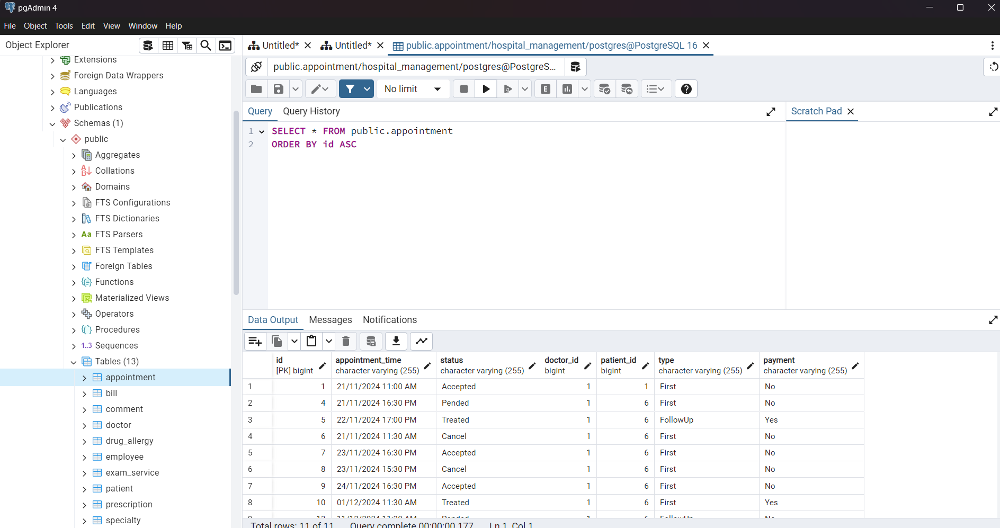 pgAdmin 4
File Object Tools Edit View Window Help
Object Explorer
Extensions
Foreign Data Wrappers
Languages
Publications
Schemas (1)
public
Aggregates
Collations
Domains
FTS Configurations
FTS Dictionaries
Aa FTS Parsers
FTS Templates
Foreign Tables
Functions
Materialized Views
Operators
Procedures
1..3 Sequences
Tables (13)
appointment
bill
comment
doctor
drug_allergy
employee
exam_service
patient
prescription
specialty
Untitled* Untitled* public.appointment/hospital_management/postgres@PostgreSQL 16
public.appointment/hospital_management/postgres@PostgreS...
No limit E
Query Query History
1 SELECT * FROM public.appointment
2 ORDER BY id ASC
Scratch Pad
Data Output Messages Notifications
id appointment_time status doctor_id patient_id type payment
[PK] bigint character varying (255) character varying (255) bigint bigint character varying (255) character varying (255)
1 1 21/11/2024 11:00 AM Accepted 1 1 First No
2 4 21/11/2024 16:30 PM Pended 1 6 First No
3 5 22/11/2024 17:00 PM Treated 1 6 FollowUp Yes
4 6 21/11/2024 11:30 AM Cancel 1 6 First No
5 7 23/11/2024 16:30 PM Accepted 1 6 First No
6 8 23/11/2024 15:30 PM Cancel 1 6 First No
7 9 24/11/2024 16:30 PM Accepted 1 6 First No
8 10 01/12/2024 11:30 AM Treated 1 6 First Yes
Total rows: 11 of 11 Query complete 00:00:00.177 Ln 1, Col 1